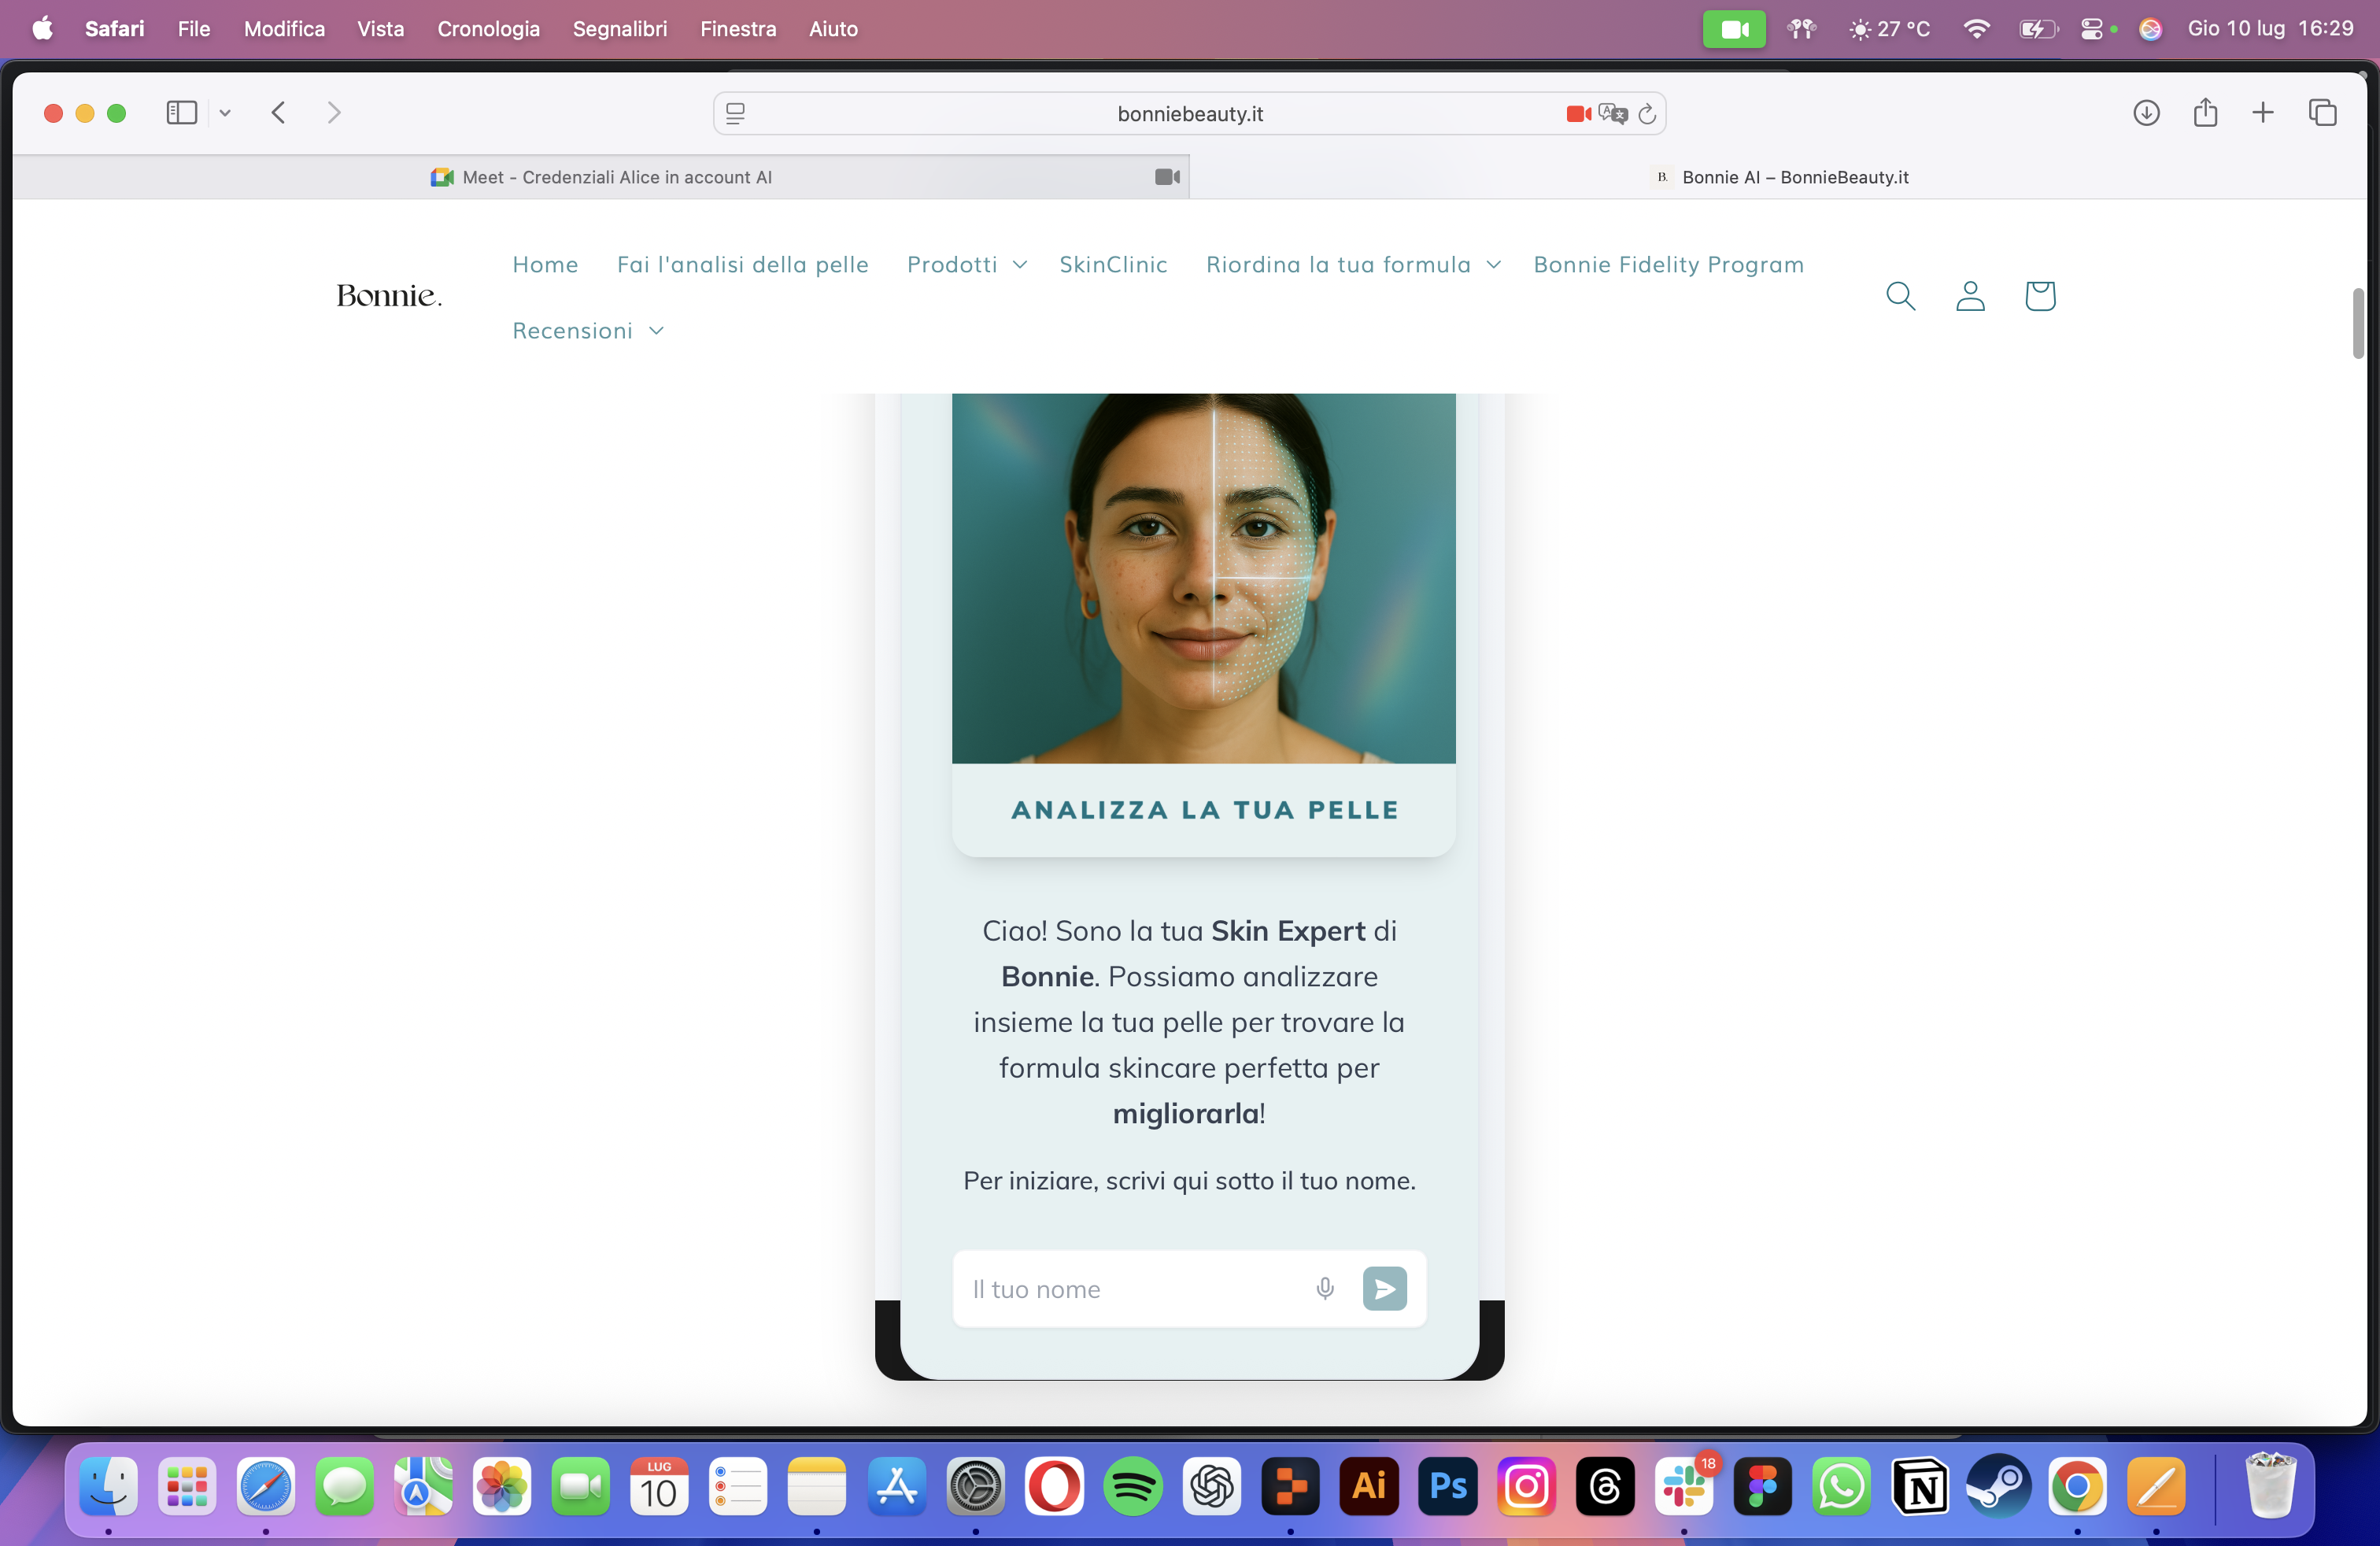 Safari File Modifica Vista Cronologia Segnalibri Finestra Aiuto 27 °C Gio 10 lug 16:29
bonniebeauty.it
Meet - Credenziali Alice in account AI
B. Bonnie AI – BonnieBeauty.it
Bonnie.
Home Fai l'analisi della pelle Prodotti SkinClinic Riordina la tua formula Bonnie Fidelity Program
Recensioni
ANALIZZA LA TUA PELLE
Ciao! Sono la tua Skin Expert di
Bonnie. Possiamo analizzare
insieme la tua pelle per trovare la
formula skincare perfetta per
migliorarla!
Per iniziare, scrivi qui sotto il tuo nome.
Il tuo nome
LUG
10
Ai
Ps
18
N